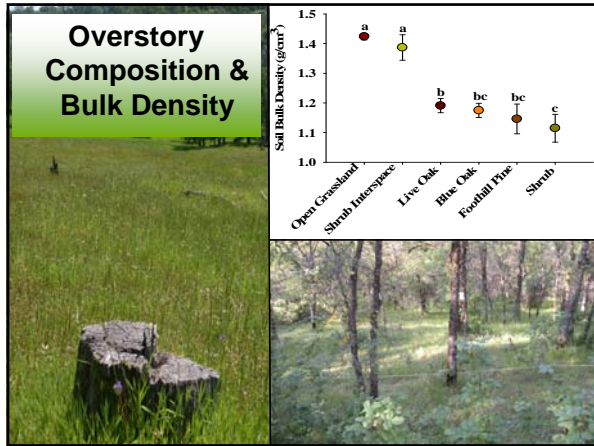 Overstory
Composition &
Bulk Density
Soil Bulk Density (g/cm³)
1.5
1.4
1.3
1.2
1.1
1.0
a
a
b
bc
bc
c
Open Grassland
Shrub Interspace
Live Oak
Blue Oak
Foothill Pine
Shrub